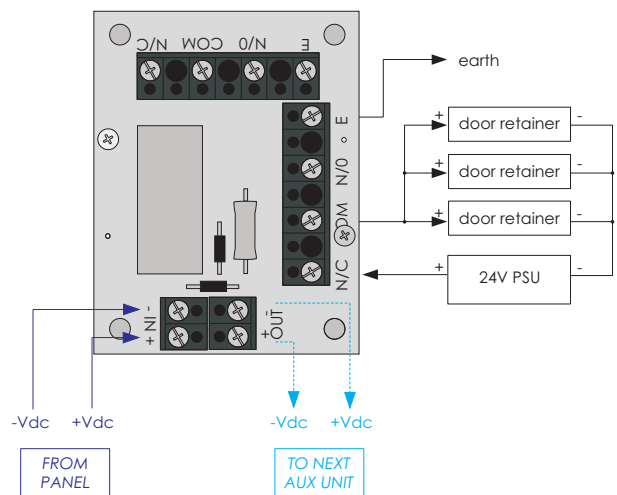 N/C COM N/0 E
E
N/0
OM
N/C
earth
+ door retainer -
+ door retainer -
+ door retainer -
+ 24V PSU -
- IN +
- OUT +
-Vdc +Vdc
-Vdc +Vdc
FROM
PANEL
TO NEXT
AUX UNIT